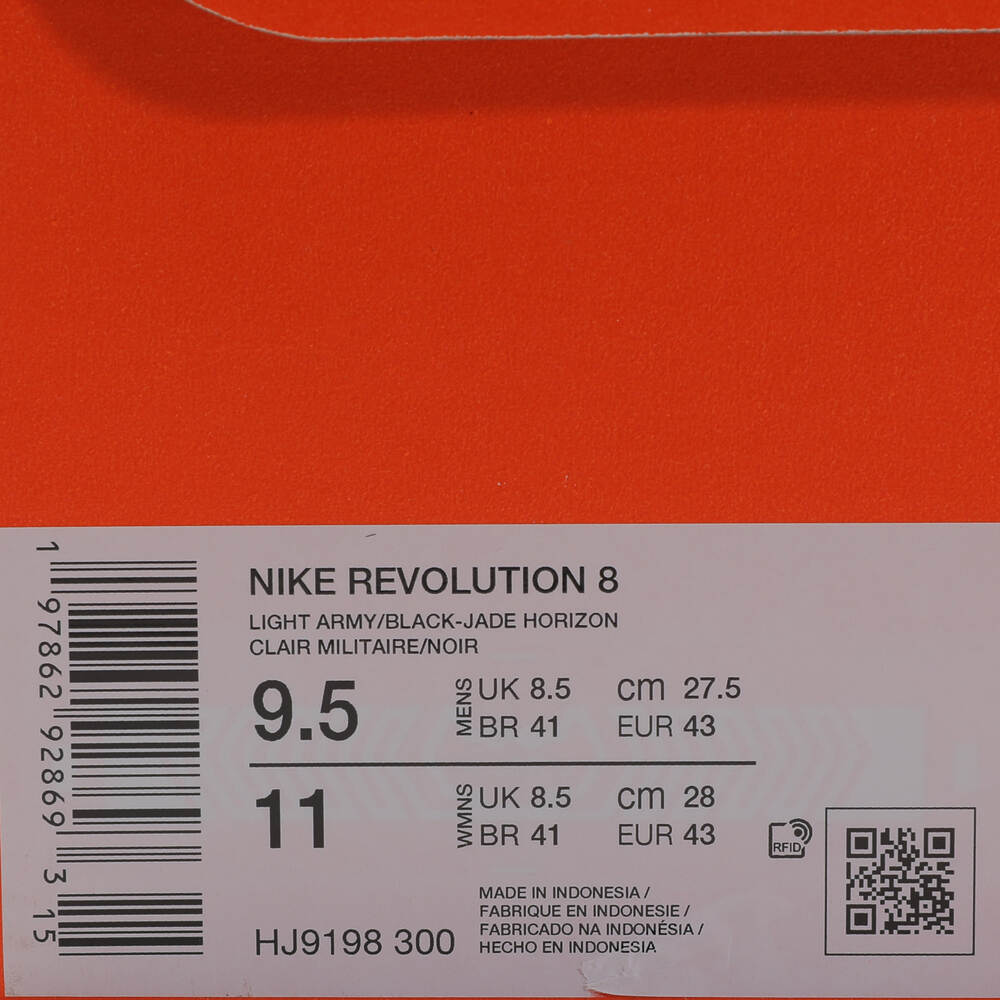 NIKE REVOLUTION 8
LIGHT ARMY/BLACK-JADE HORIZON
CLAIR MILITAIRE/NOIR
9.5 MENS UK 8.5 cm 27.5
BR 41 EUR 43
11 WMNS UK 8.5 cm 28
BR 41 EUR 43
RFID
MADE IN INDONESIA /
FABRIQUE EN INDONESIE /
FABRICADO NA INDONÉSIA /
HECHO EN INDONESIA
HJ9198 300
1 97862 92869 3 15